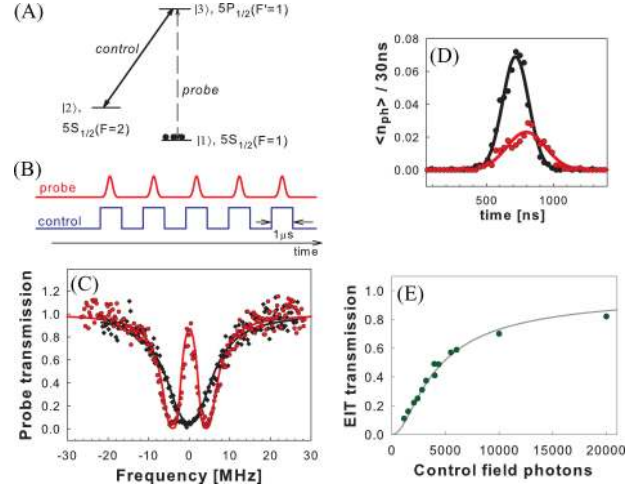 (A)
|3⟩, 5P1/2(F'=1)
control
probe
|2⟩,
5S1/2(F=2)
|1⟩, 5S1/2(F=1)
(B)
probe
control
1μs
time
(C)
Probe transmission
1.2
1.0
0.8
0.6
0.4
0.2
0.0
-30 -20 -10 0 10 20 30
Frequency [MHz]
(D)
<nph> / 30ns
0.08
0.06
0.04
0.02
0.00
500 1000
time [ns]
(E)
EIT transmission
1.0
0.8
0.6
0.4
0.2
0.0
0 5000 10000 15000 20000
Control field photons